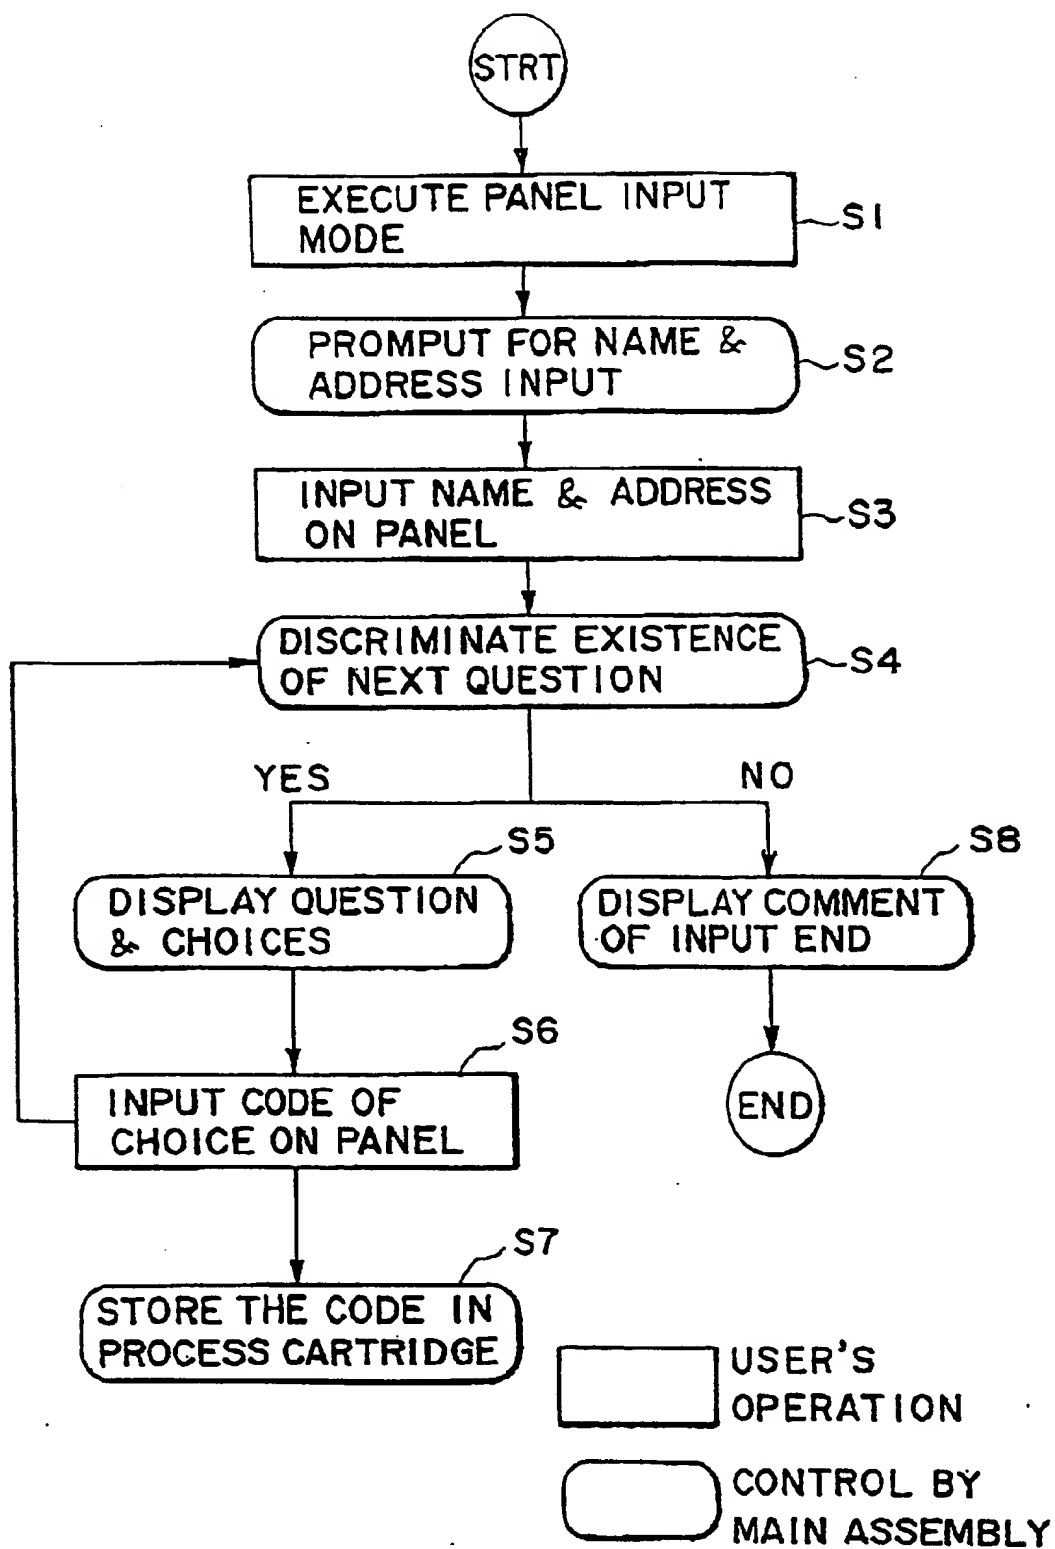 STRT
EXECUTE PANEL INPUT
MODE
S1
PROMPUT FOR NAME &
ADDRESS INPUT
S2
INPUT NAME & ADDRESS
ON PANEL
S3
DISCRIMINATE EXISTENCE
OF NEXT QUESTION
S4
YES
NO
S5
DISPLAY QUESTION
& CHOICES
S8
DISPLAY COMMENT
OF INPUT END
S6
INPUT CODE OF
CHOICE ON PANEL
END
S7
STORE THE CODE IN
PROCESS CARTRIDGE
USER'S
OPERATION
CONTROL BY
MAIN ASSEMBLY